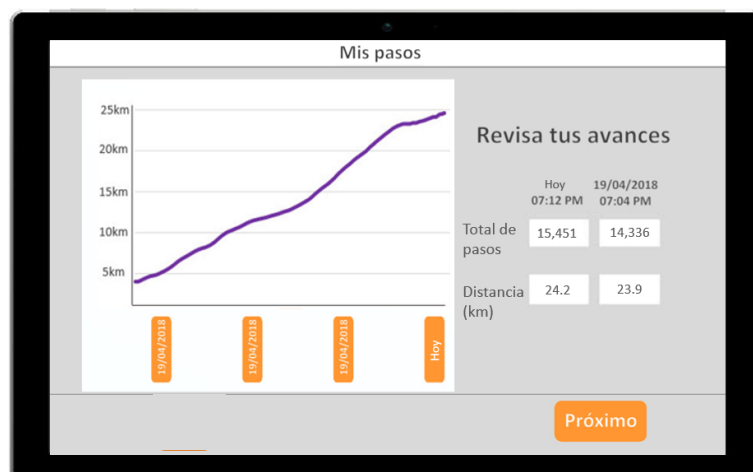 Mis pasos
25km
20km
15km
10km
5km
19/04/2018
19/04/2018
19/04/2018
Hoy
Revisa tus avances
Hoy 19/04/2018
07:12 PM 07:04 PM
Total de 15,451 14,336
pasos
Distancia 24.2 23.9
(km)
Próximo